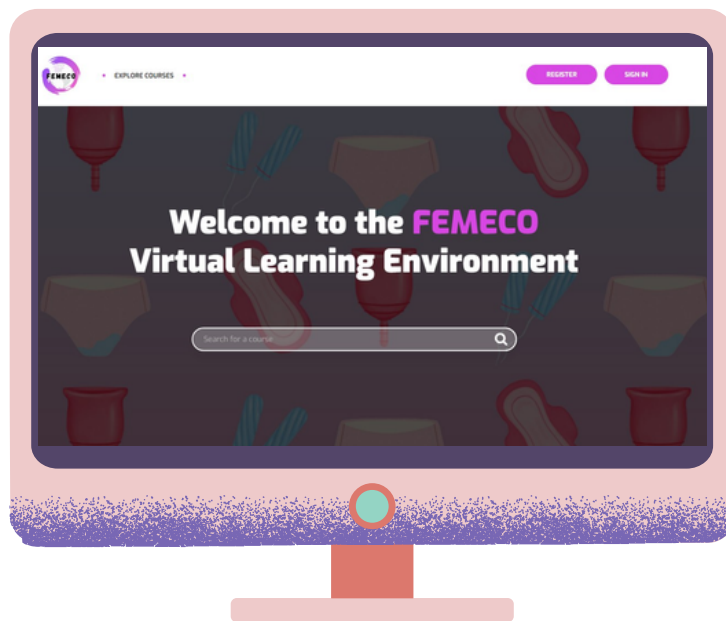 FEMECO
EXPLORE COURSES
REGISTER
SIGN IN
Welcome to the FEMECO
Virtual Learning Environment
Search for a course